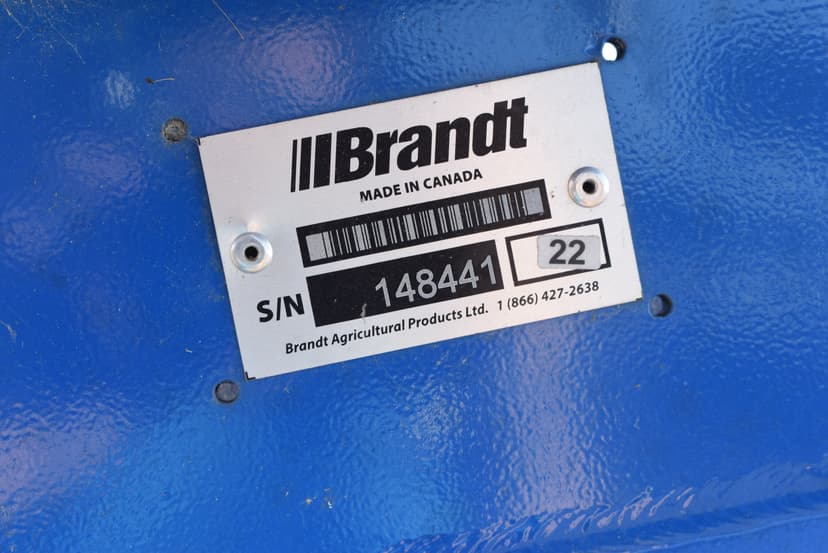 Brandt
MADE IN CANADA
S/N 148441 22
Brandt Agricultural Products Ltd. 1 (866) 427-2638